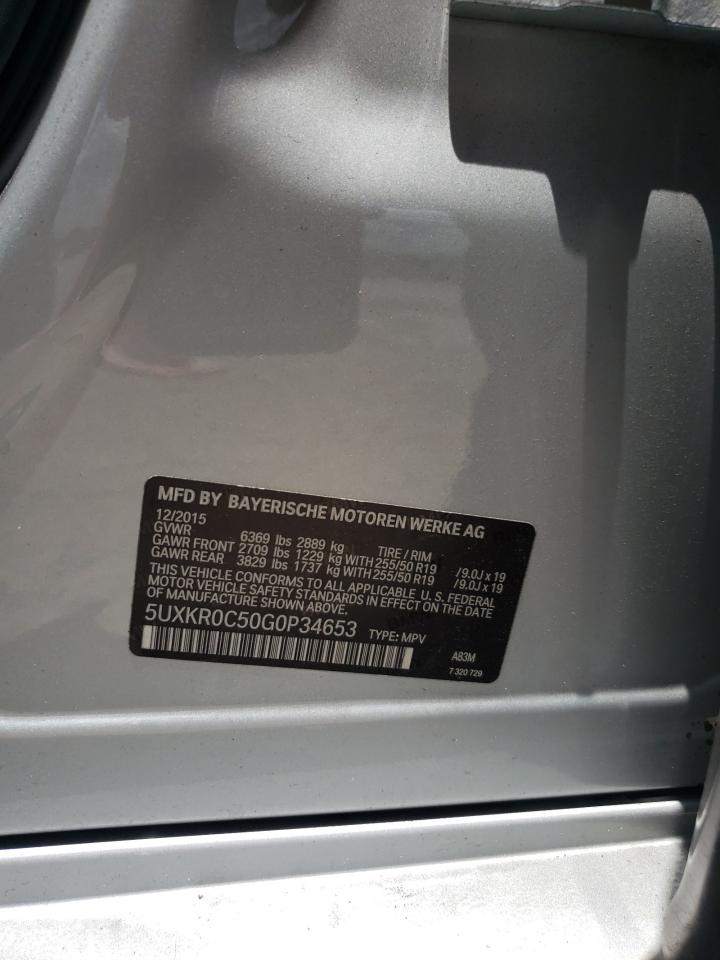 MFD BY BAYERISCHE MOTOREN WERKE AG
12/2015
GVWR 6369 lbs 2889 kg TIRE / RIM
GAWR FRONT 2709 lbs 1229 kg WITH 255/50 R19 /9.0J x 19
GAWR REAR 3829 lbs 1737 kg WITH 255/50 R19 /9.0J x 19
THIS VEHICLE CONFORMS TO ALL APPLICABLE U.S. FEDERAL
MOTOR VEHICLE SAFETY STANDARDS IN EFFECT ON THE DATE
OF MANUFACTURE SHOWN ABOVE.
5UXKR0C50G0P34653 TYPE: MPV
A83M
7 320 729